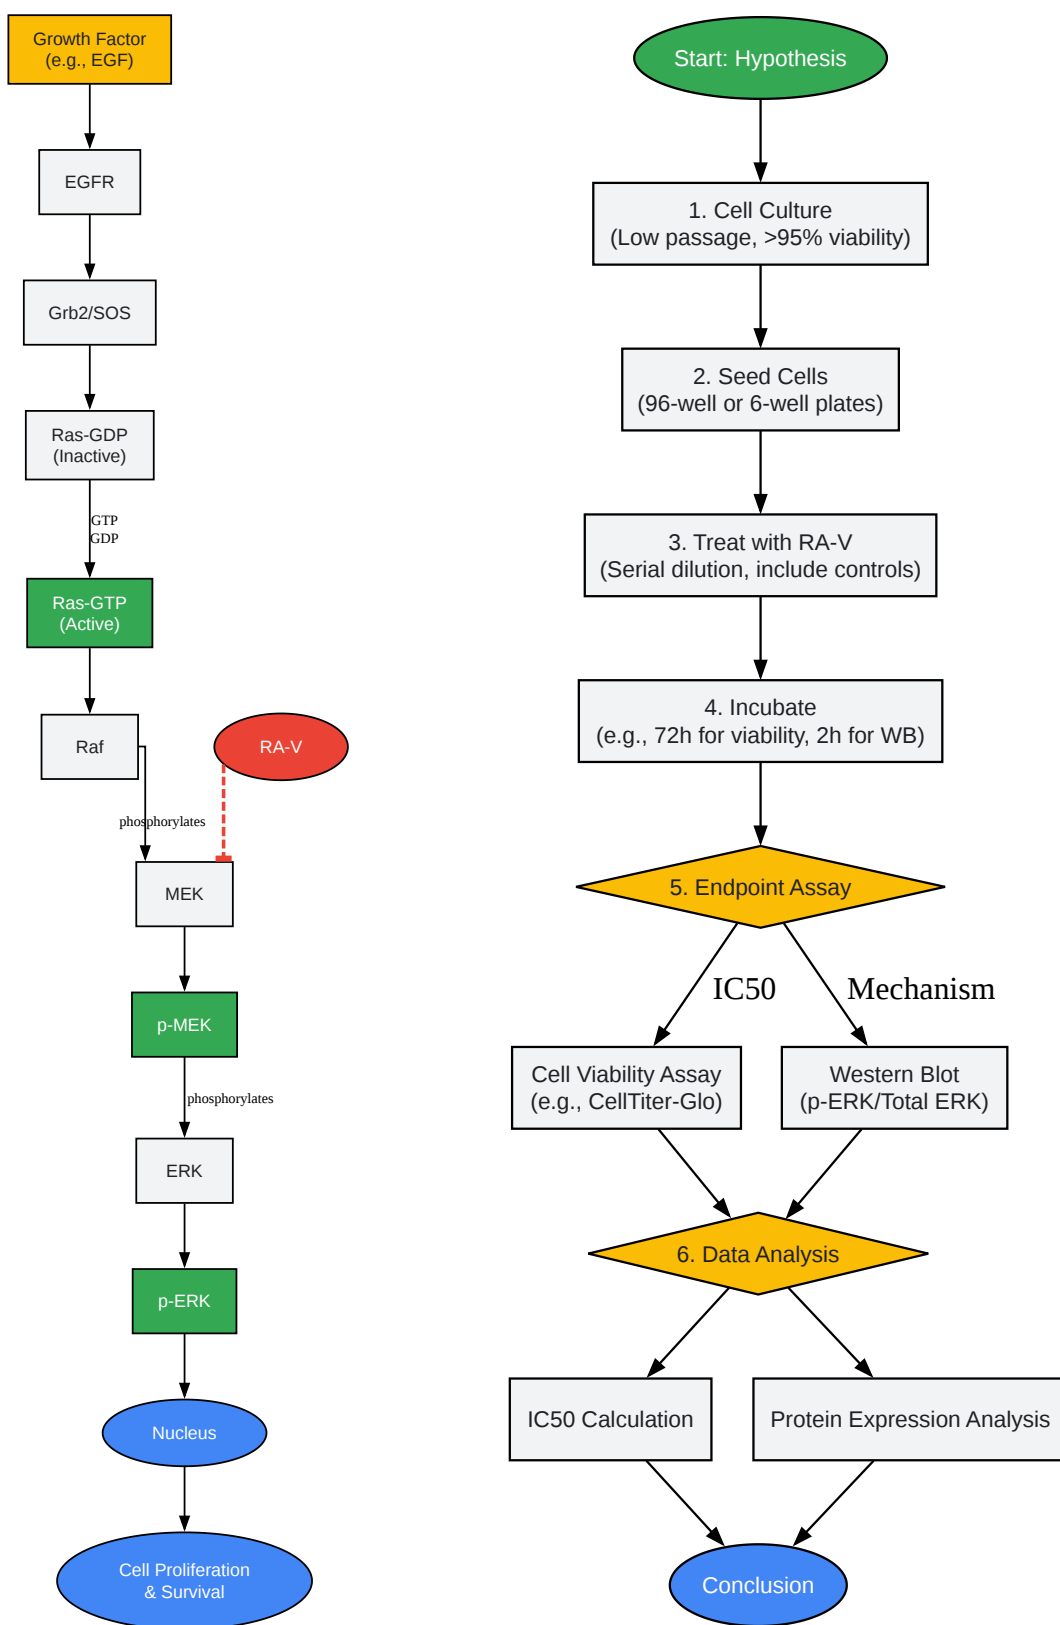 Growth Factor
(e.g., EGF)
EGFR
Grb2/SOS
Ras-GDP
(Inactive)
GTP
GDP
Ras-GTP
(Active)
Raf
RA-V
phosphorylates
MEK
p-MEK
phosphorylates
ERK
p-ERK
Nucleus
Cell Proliferation
& Survival
Start: Hypothesis
1. Cell Culture
(Low passage, >95% viability)
2. Seed Cells
(96-well or 6-well plates)
3. Treat with RA-V
(Serial dilution, include controls)
4. Incubate
(e.g., 72h for viability, 2h for WB)
5. Endpoint Assay
IC50
Mechanism
Cell Viability Assay
(e.g., CellTiter-Glo)
Western Blot
(p-ERK/Total ERK)
6. Data Analysis
IC50 Calculation
Protein Expression Analysis
Conclusion